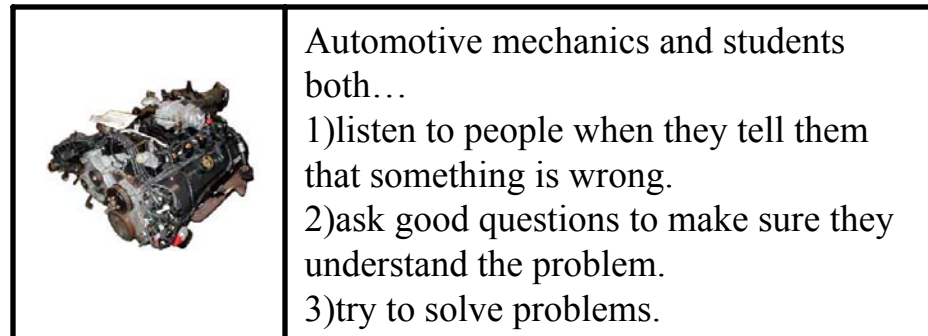 Automotive mechanics and students
both…
1)listen to people when they tell them
that something is wrong.
2)ask good questions to make sure they
understand the problem.
3)try to solve problems.